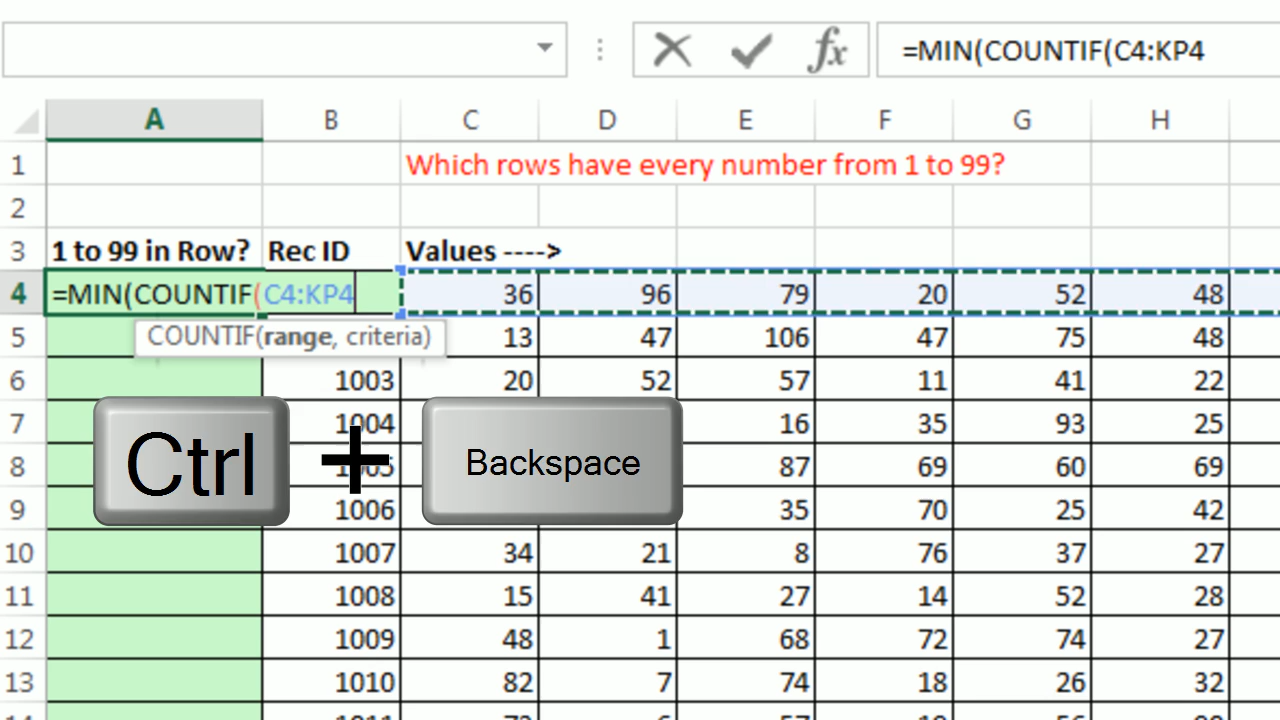 fx =MIN(COUNTIF(C4:KP4
A B C D E F G H
1 Which rows have every number from 1 to 99?
2
3 1 to 99 in Row? Rec ID Values ---->
4 =MIN(COUNTIF(C4:KP4 36 96 79 20 52 48
COUNTIF(range, criteria)
5 13 47 106 47 75 48
6 1003 20 52 57 11 41 22
7 1004 16 35 93 25
8 1005 87 69 60 69
Ctrl + Backspace
9 1006 35 70 25 42
10 1007 34 21 8 76 37 27
11 1008 15 41 27 14 52 28
12 1009 48 1 68 72 74 27
13 1010 82 7 74 18 26 32